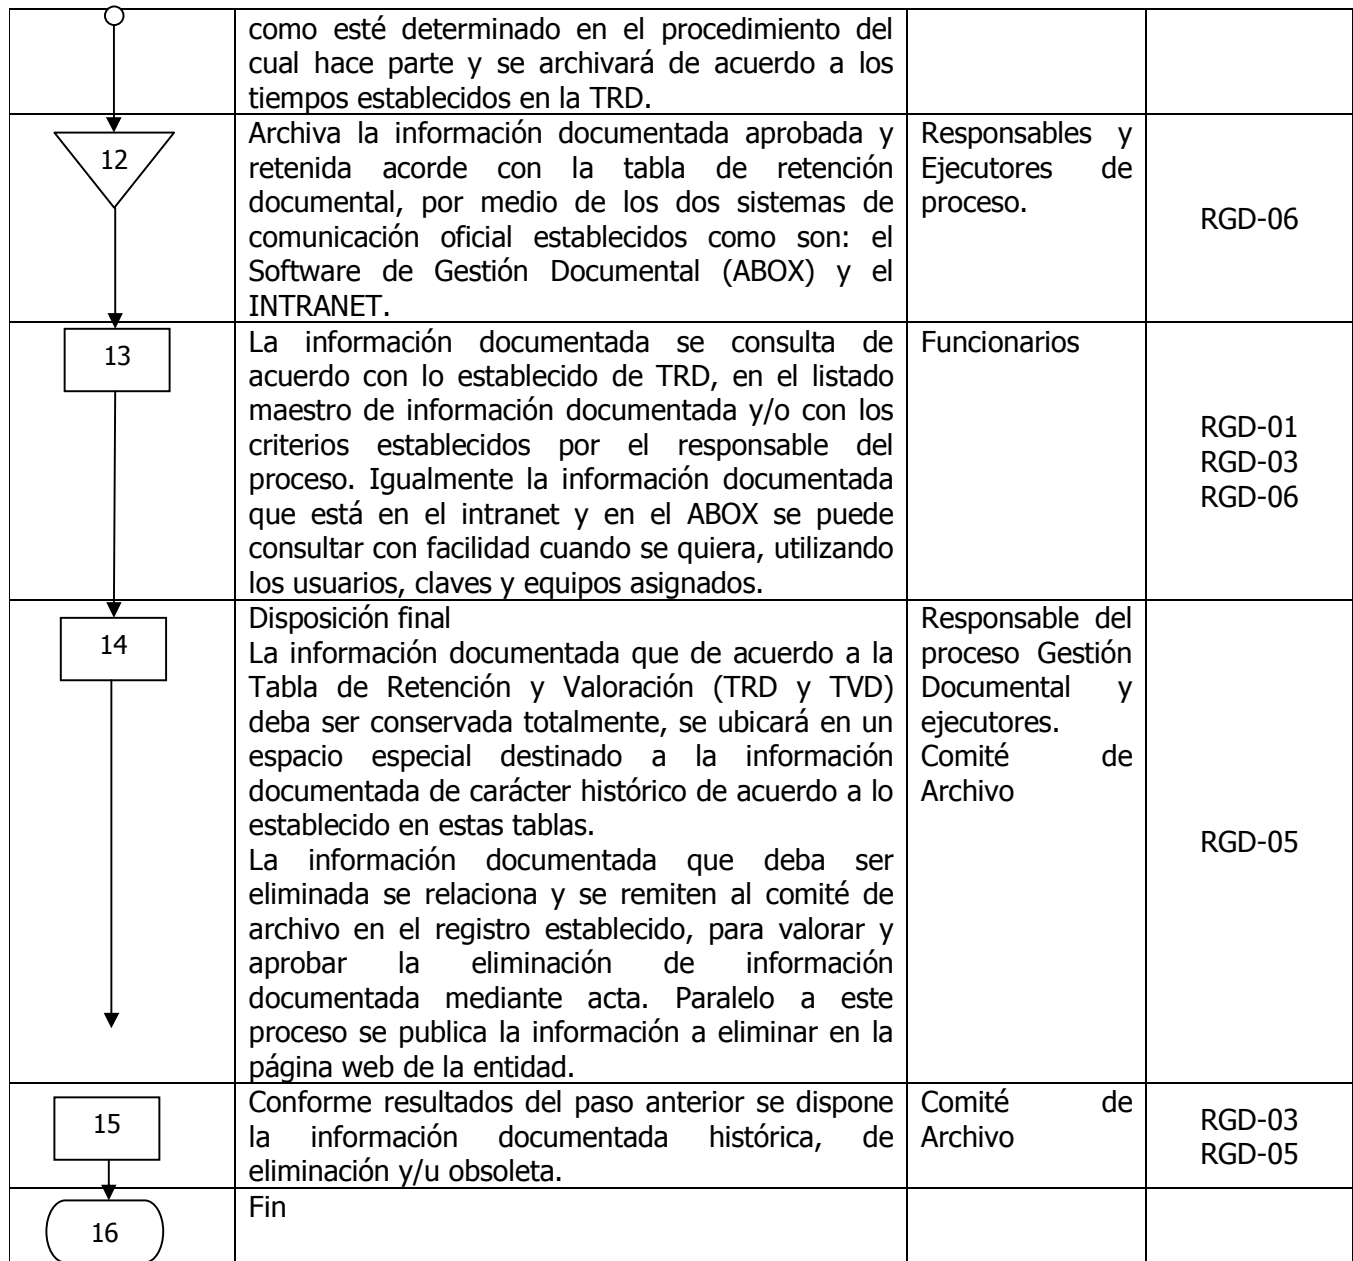 como esté determinado en el procedimiento del
cual hace parte y se archivará de acuerdo a los
tiempos establecidos en la TRD.
12
Archiva la información documentada aprobada y
retenida acorde con la tabla de retención
documental, por medio de los dos sistemas de
comunicación oficial establecidos como son: el
Software de Gestión Documental (ABOX) y el
INTRANET.
Responsables y
Ejecutores de
proceso.
RGD-06
13
La información documentada se consulta de
acuerdo con lo establecido de TRD, en el listado
maestro de información documentada y/o con los
criterios establecidos por el responsable del
proceso. Igualmente la información documentada
que está en el intranet y en el ABOX se puede
consultar con facilidad cuando se quiera, utilizando
los usuarios, claves y equipos asignados.
Funcionarios
RGD-01
RGD-03
RGD-06
14
Disposición final
La información documentada que de acuerdo a la
Tabla de Retención y Valoración (TRD y TVD)
deba ser conservada totalmente, se ubicará en un
espacio especial destinado a la información
documentada de carácter histórico de acuerdo a lo
establecido en estas tablas.
La información documentada que deba ser
eliminada se relaciona y se remiten al comité de
archivo en el registro establecido, para valorar y
aprobar la eliminación de información
documentada mediante acta. Paralelo a este
proceso se publica la información a eliminar en la
página web de la entidad.
Responsable del
proceso Gestión
Documental y
ejecutores.
Comité de
Archivo
RGD-05
15
Conforme resultados del paso anterior se dispone
la información documentada histórica, de
eliminación y/u obsoleta.
Comité de
Archivo
RGD-03
RGD-05
16
Fin